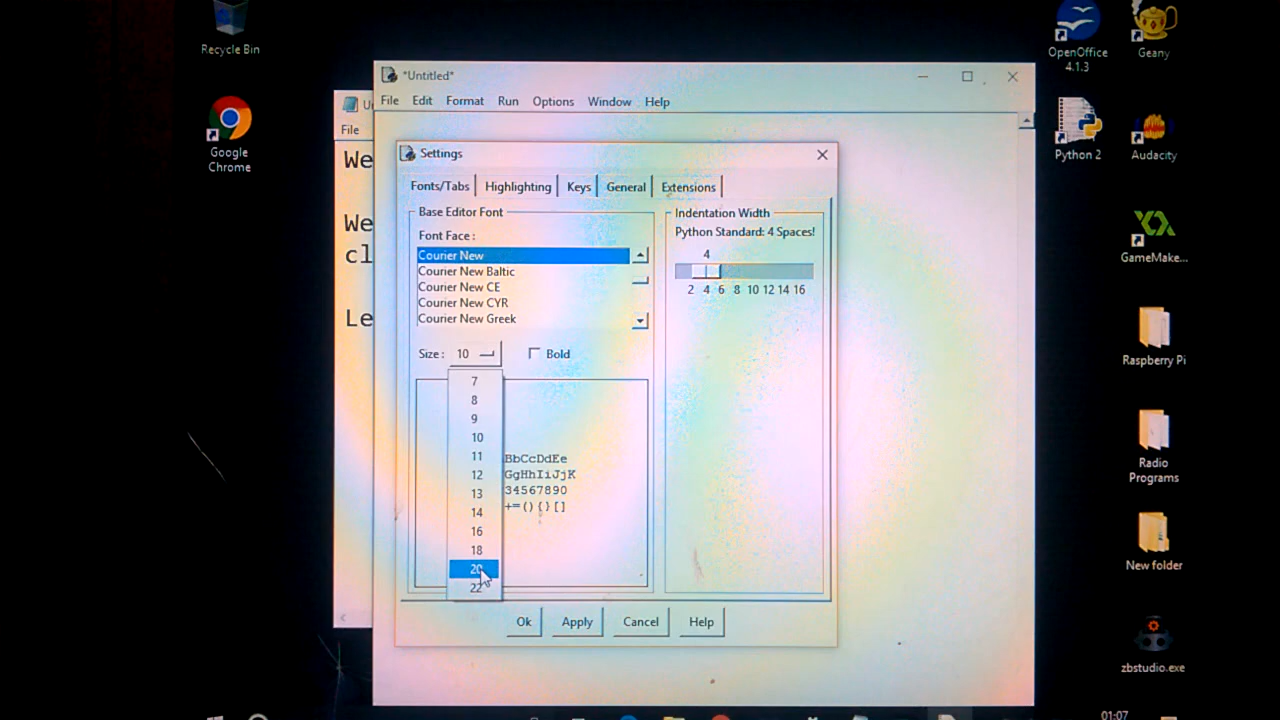 Recycle Bin
Google
Chrome
File
We
We
cl
Le
*Untitled*
File Edit Format Run Options Window Help
Settings
Fonts/Tabs Highlighting Keys General Extensions
Base Editor Font
Font Face :
Courier New
Courier New Baltic
Courier New CE
Courier New CYR
Courier New Greek
Size : 10 Bold
7
8
9
10
11
12
13
14
16
18
20
22
BbCcDdEe
GgHhIiJjK
34567890
+=(){}[]
Indentation Width
Python Standard: 4 Spaces!
4
2 4 6 8 10 12 14 16
Ok Apply Cancel Help
OpenOffice
4.1.3
Geany
Python 2
Audacity
GameMake...
Raspberry Pi
Radio
Programs
New folder
zbstudio.exe
01:07